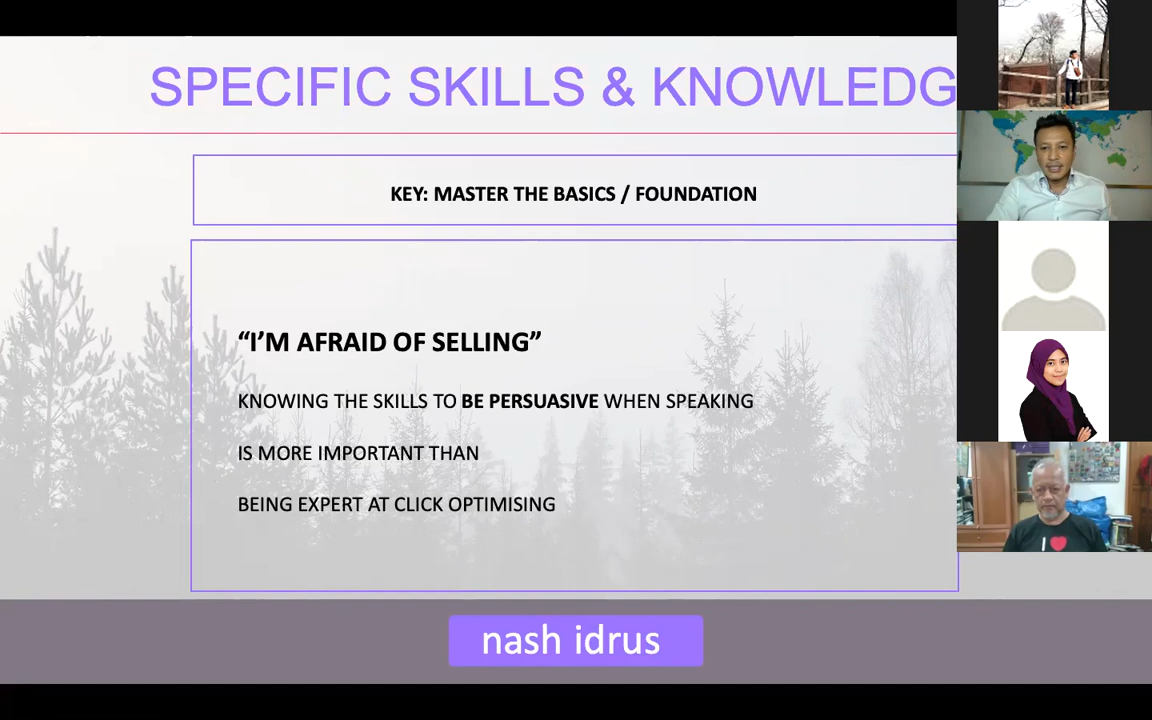 SPECIFIC SKILLS & KNOWLEDG
KEY: MASTER THE BASICS / FOUNDATION
“I’M AFRAID OF SELLING”
KNOWING THE SKILLS TO BE PERSUASIVE WHEN SPEAKING
IS MORE IMPORTANT THAN
BEING EXPERT AT CLICK OPTIMISING
I
nash idrus